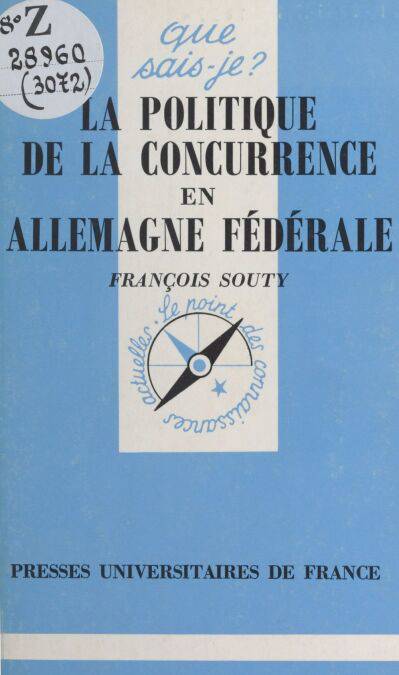 8° Z
28960
(3072)
que
sais-je?
LA POLITIQUE
DE LA CONCURRENCE
EN
ALLEMAGNE FÉDÉRALE
FRANÇOIS SOUTY
Le point des connaissances actuelles.
PRESSES UNIVERSITAIRES DE FRANCE